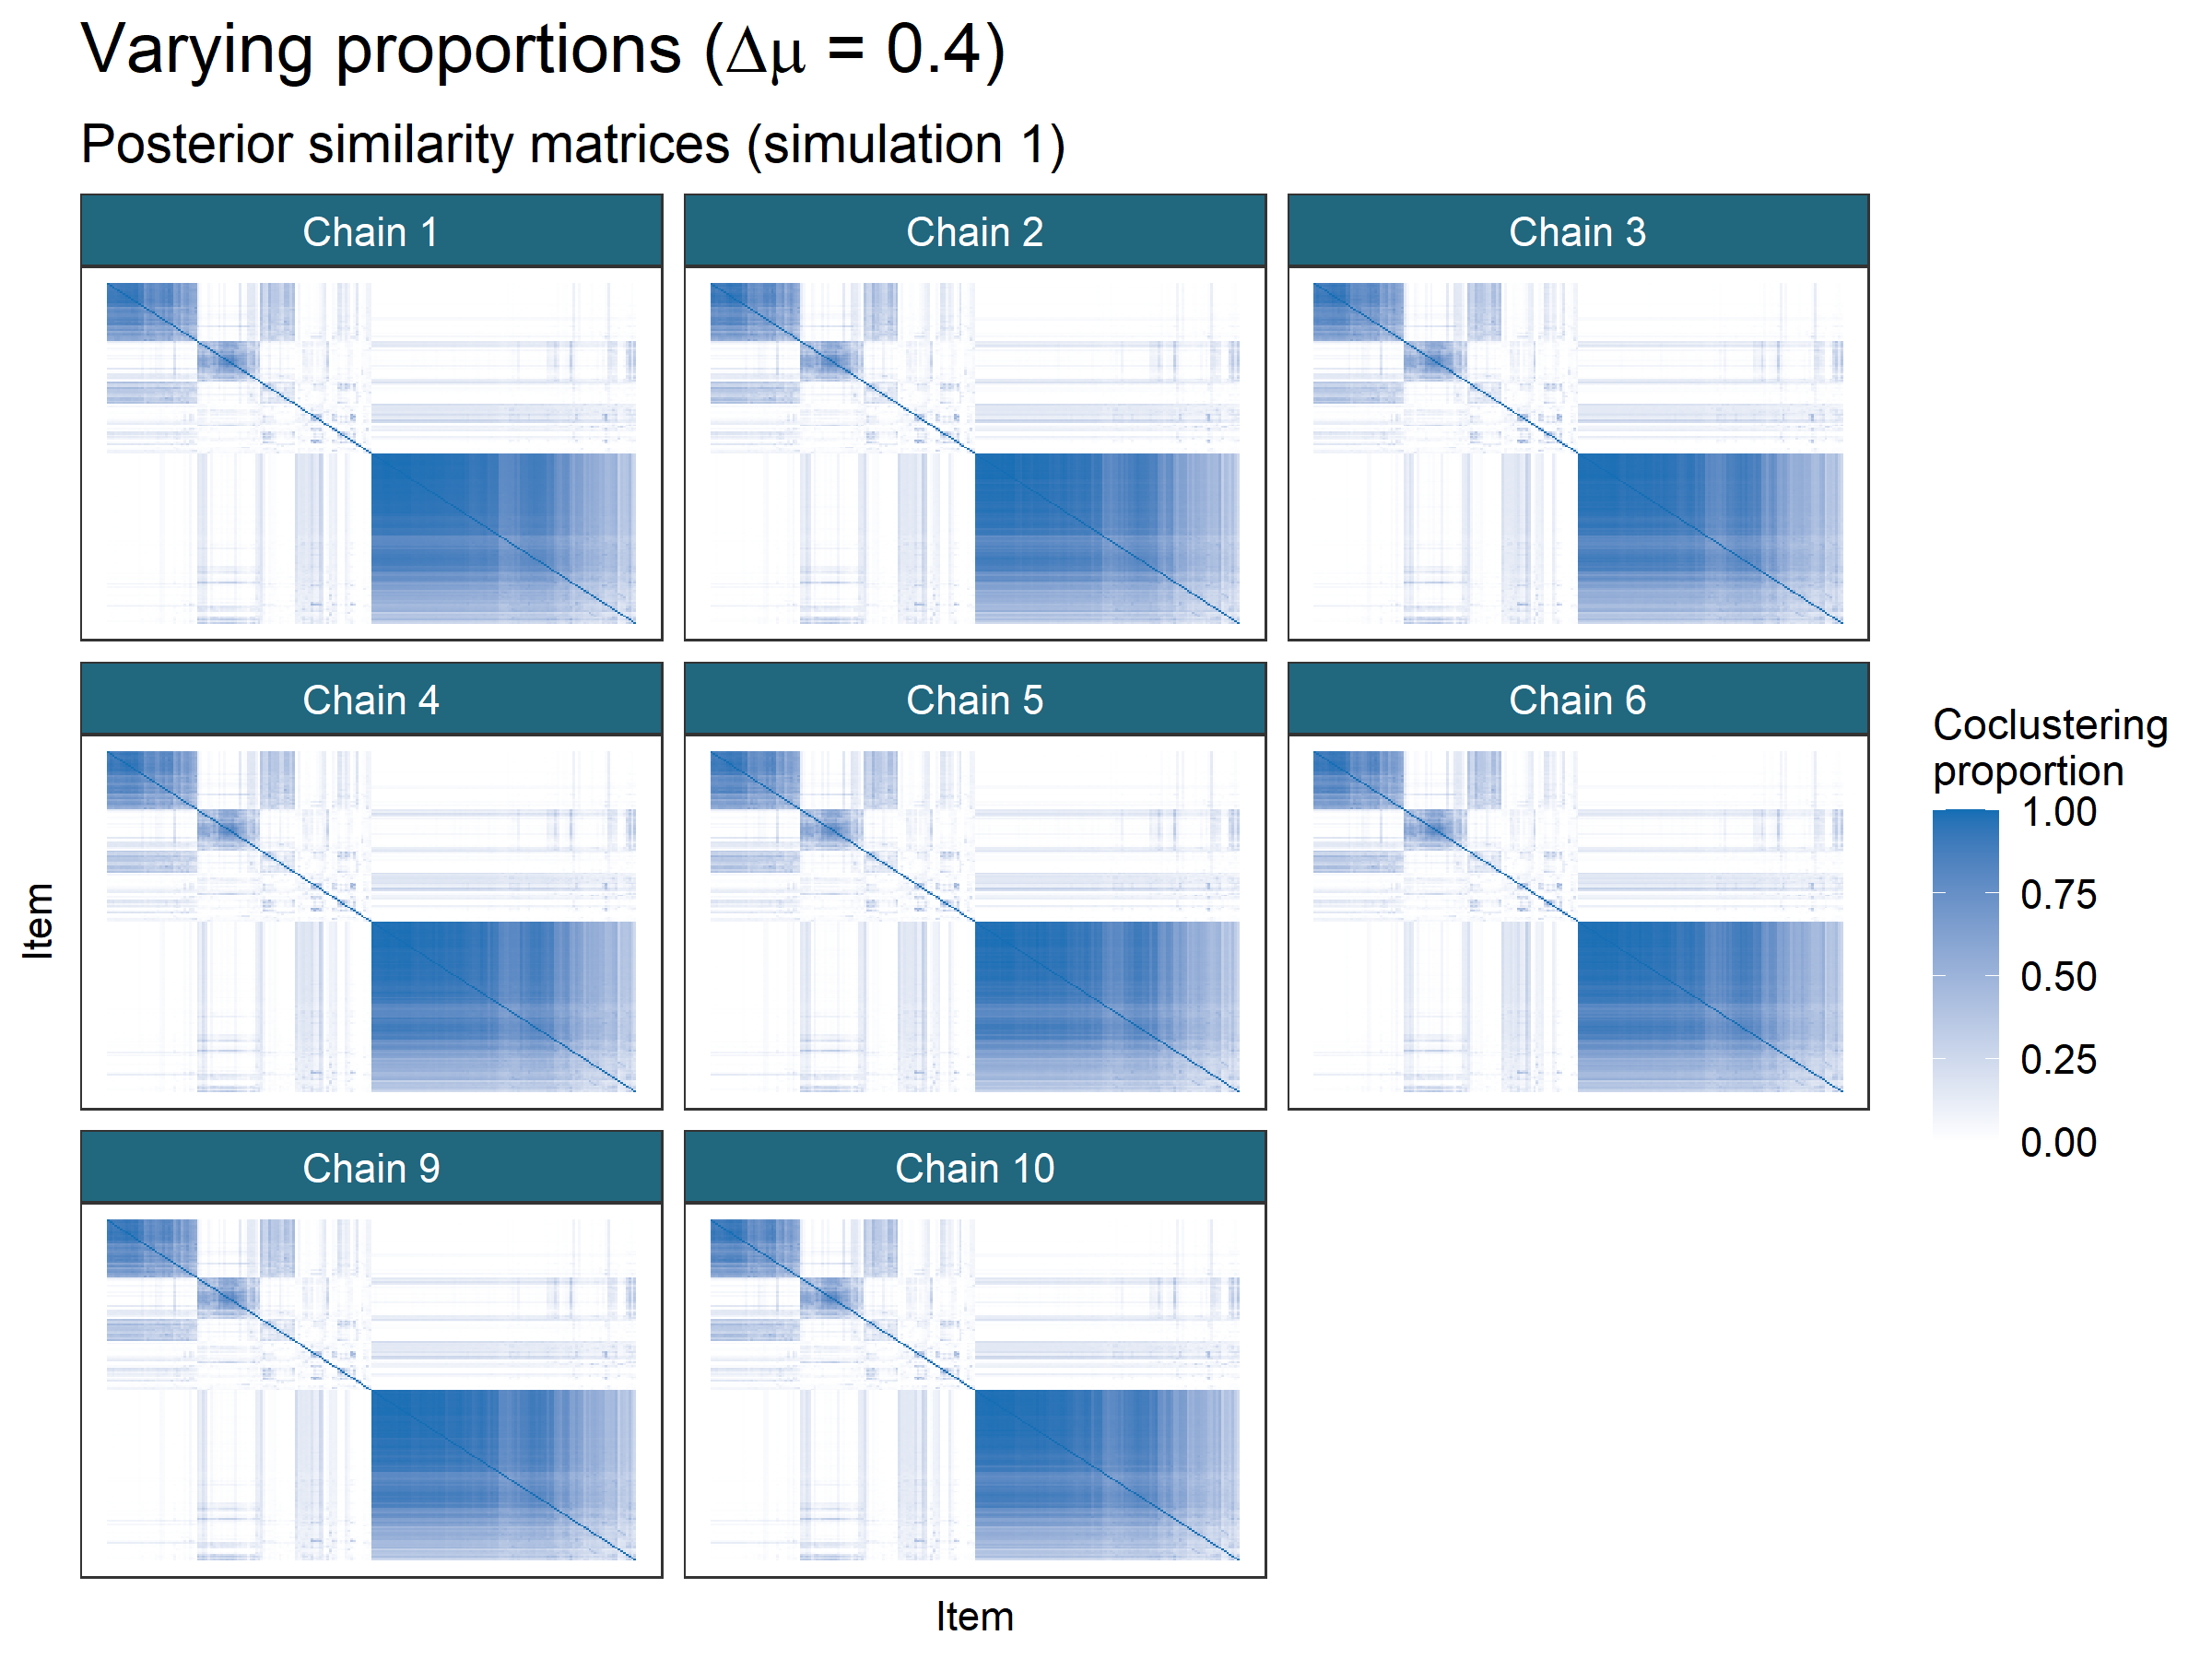 Varying proportions (Δμ = 0.4)
Posterior similarity matrices (simulation 1)
Chain 1
Chain 2
Chain 3
Chain 4
Chain 5
Chain 6
Chain 9
Chain 10
Item
Item
Coclustering
proportion
1.00
0.75
0.50
0.25
0.00